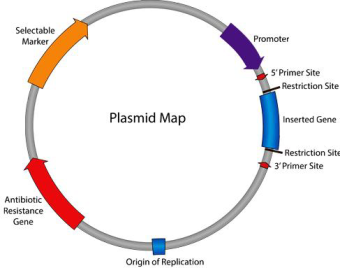 Selectable
Marker
Promoter
5' Primer Site
Restriction Site
Plasmid Map
Inserted Gene
Restriction Site
3' Primer Site
Antibiotic
Resistance
Gene
Origin of Replication